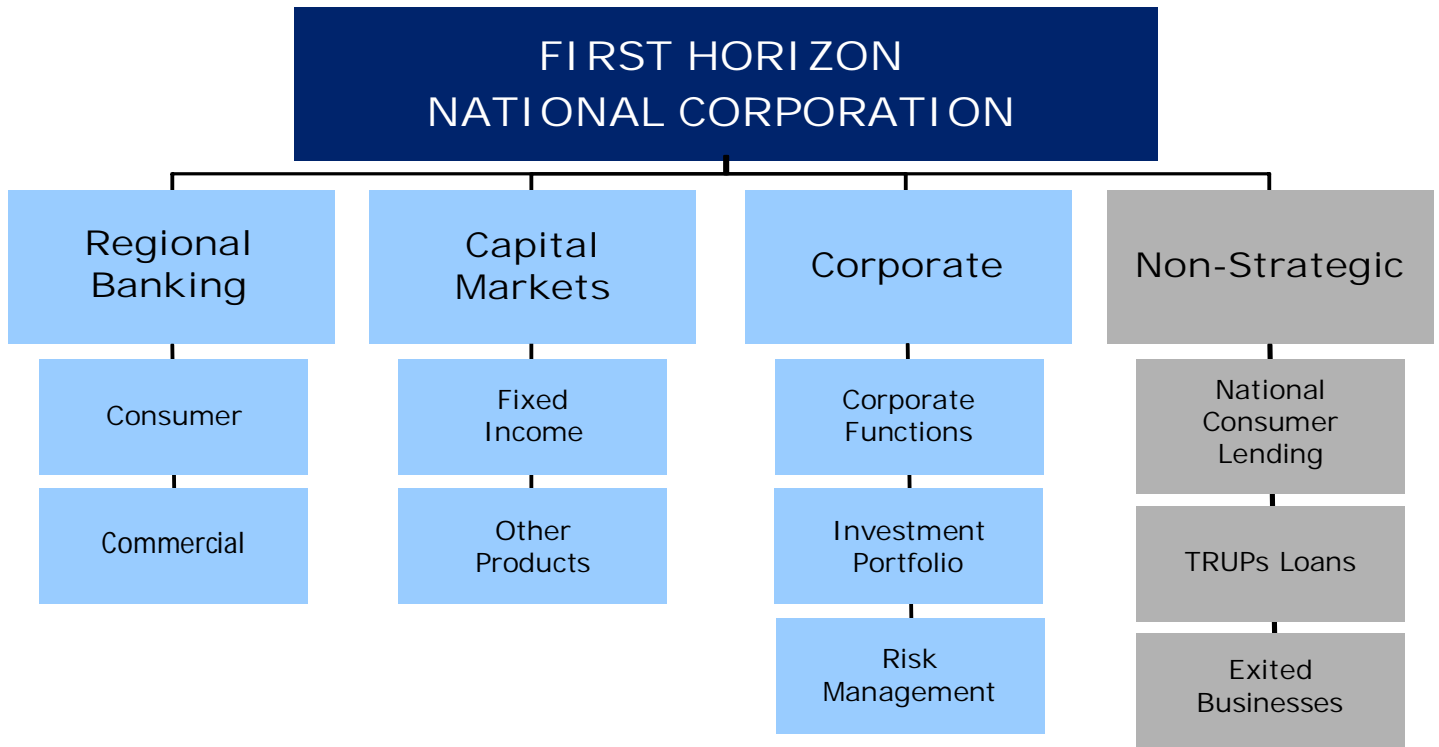 FIRST HORIZON
NATIONAL CORPORATION
Regional
Banking
Capital
Markets
Corporate
Non-Strategic
Consumer
Commercial
Fixed
Income
Other
Products
Corporate
Functions
Investment
Portfolio
Risk
Management
National
Consumer
Lending
TRUPs Loans
Exited
Businesses